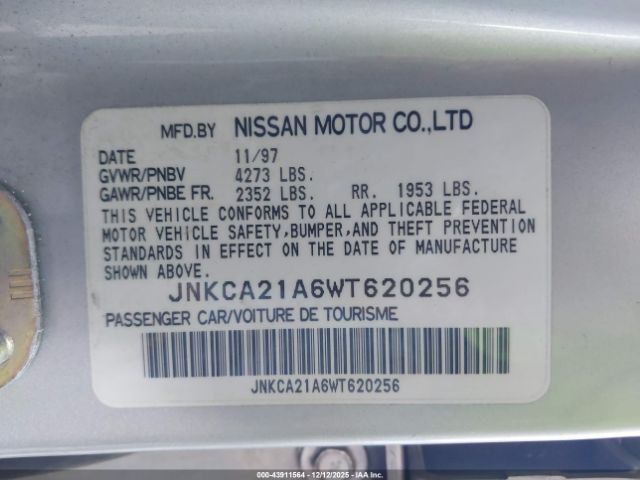 MFD.BY NISSAN MOTOR CO.,LTD
DATE 11/97
GVWR/PNBV 4273 LBS.
GAWR/PNBE FR. 2352 LBS. RR. 1953 LBS.
THIS VEHICLE CONFORMS TO ALL APPLICABLE FEDERAL
MOTOR VEHICLE SAFETY,BUMPER,AND THEFT PREVENTION
STANDARDS IN EFFECT ON THE DATE OF MANUFACTURE
SHOWN ABOVE.
JNKCA21A6WT620256
PASSENGER CAR/VOITURE DE TOURISME
JNKCA21A6WT620256
000-43911564 - 12/12/2025 - IAAI.COM